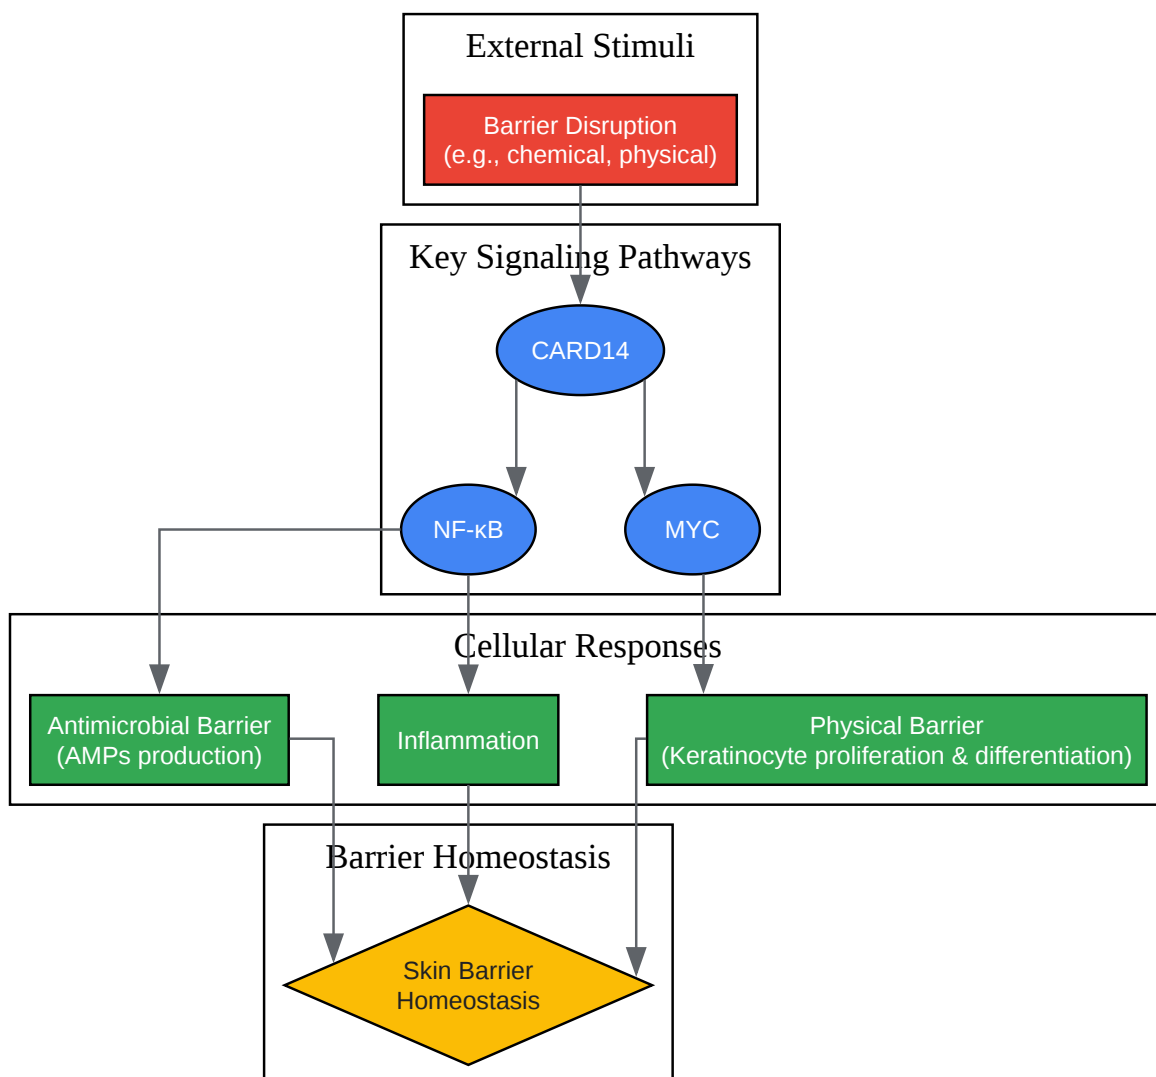 External Stimuli
Barrier Disruption
(e.g., chemical, physical)
Key Signaling Pathways
CARD14
NF-κB
MYC
Cellular Responses
Antimicrobial Barrier
(AMPs production)
Inflammation
Physical Barrier
(Keratinocyte proliferation & differentiation)
Barrier Homeostasis
Skin Barrier
Homeostasis